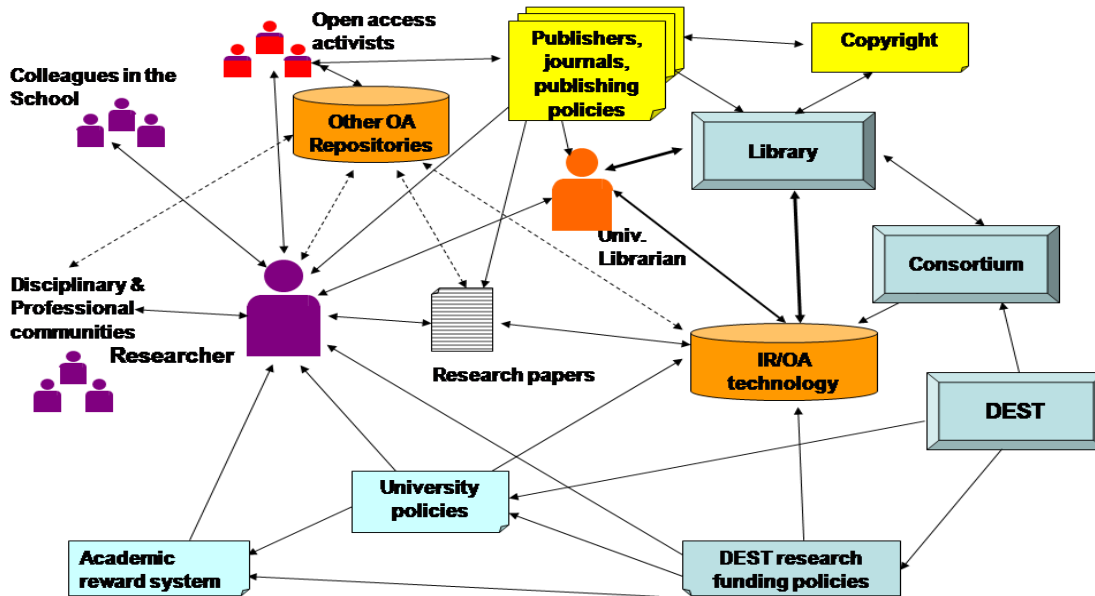 Open access
activists
Publishers,
journals,
publishing
policies
Copyright
Colleagues in the
School
Other OA
Repositories
Library
Univ.
Librarian
Consortium
Disciplinary &
Professional
communities
Researcher
Research papers
IR/OA
technology
DEST
University
policies
Academic
reward system
DEST research
funding policies